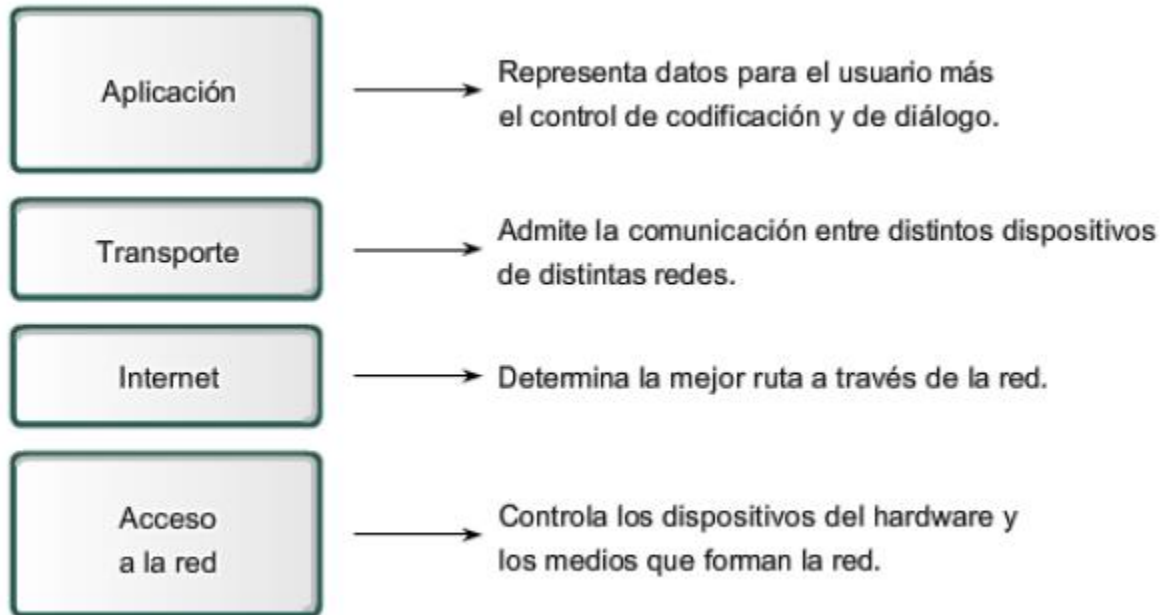 Aplicación
Representa datos para el usuario más
el control de codificación y de diálogo.
Transporte
Admite la comunicación entre distintos dispositivos
de distintas redes.
Internet
Determina la mejor ruta a través de la red.
Acceso
a la red
Controla los dispositivos del hardware y
los medios que forman la red.